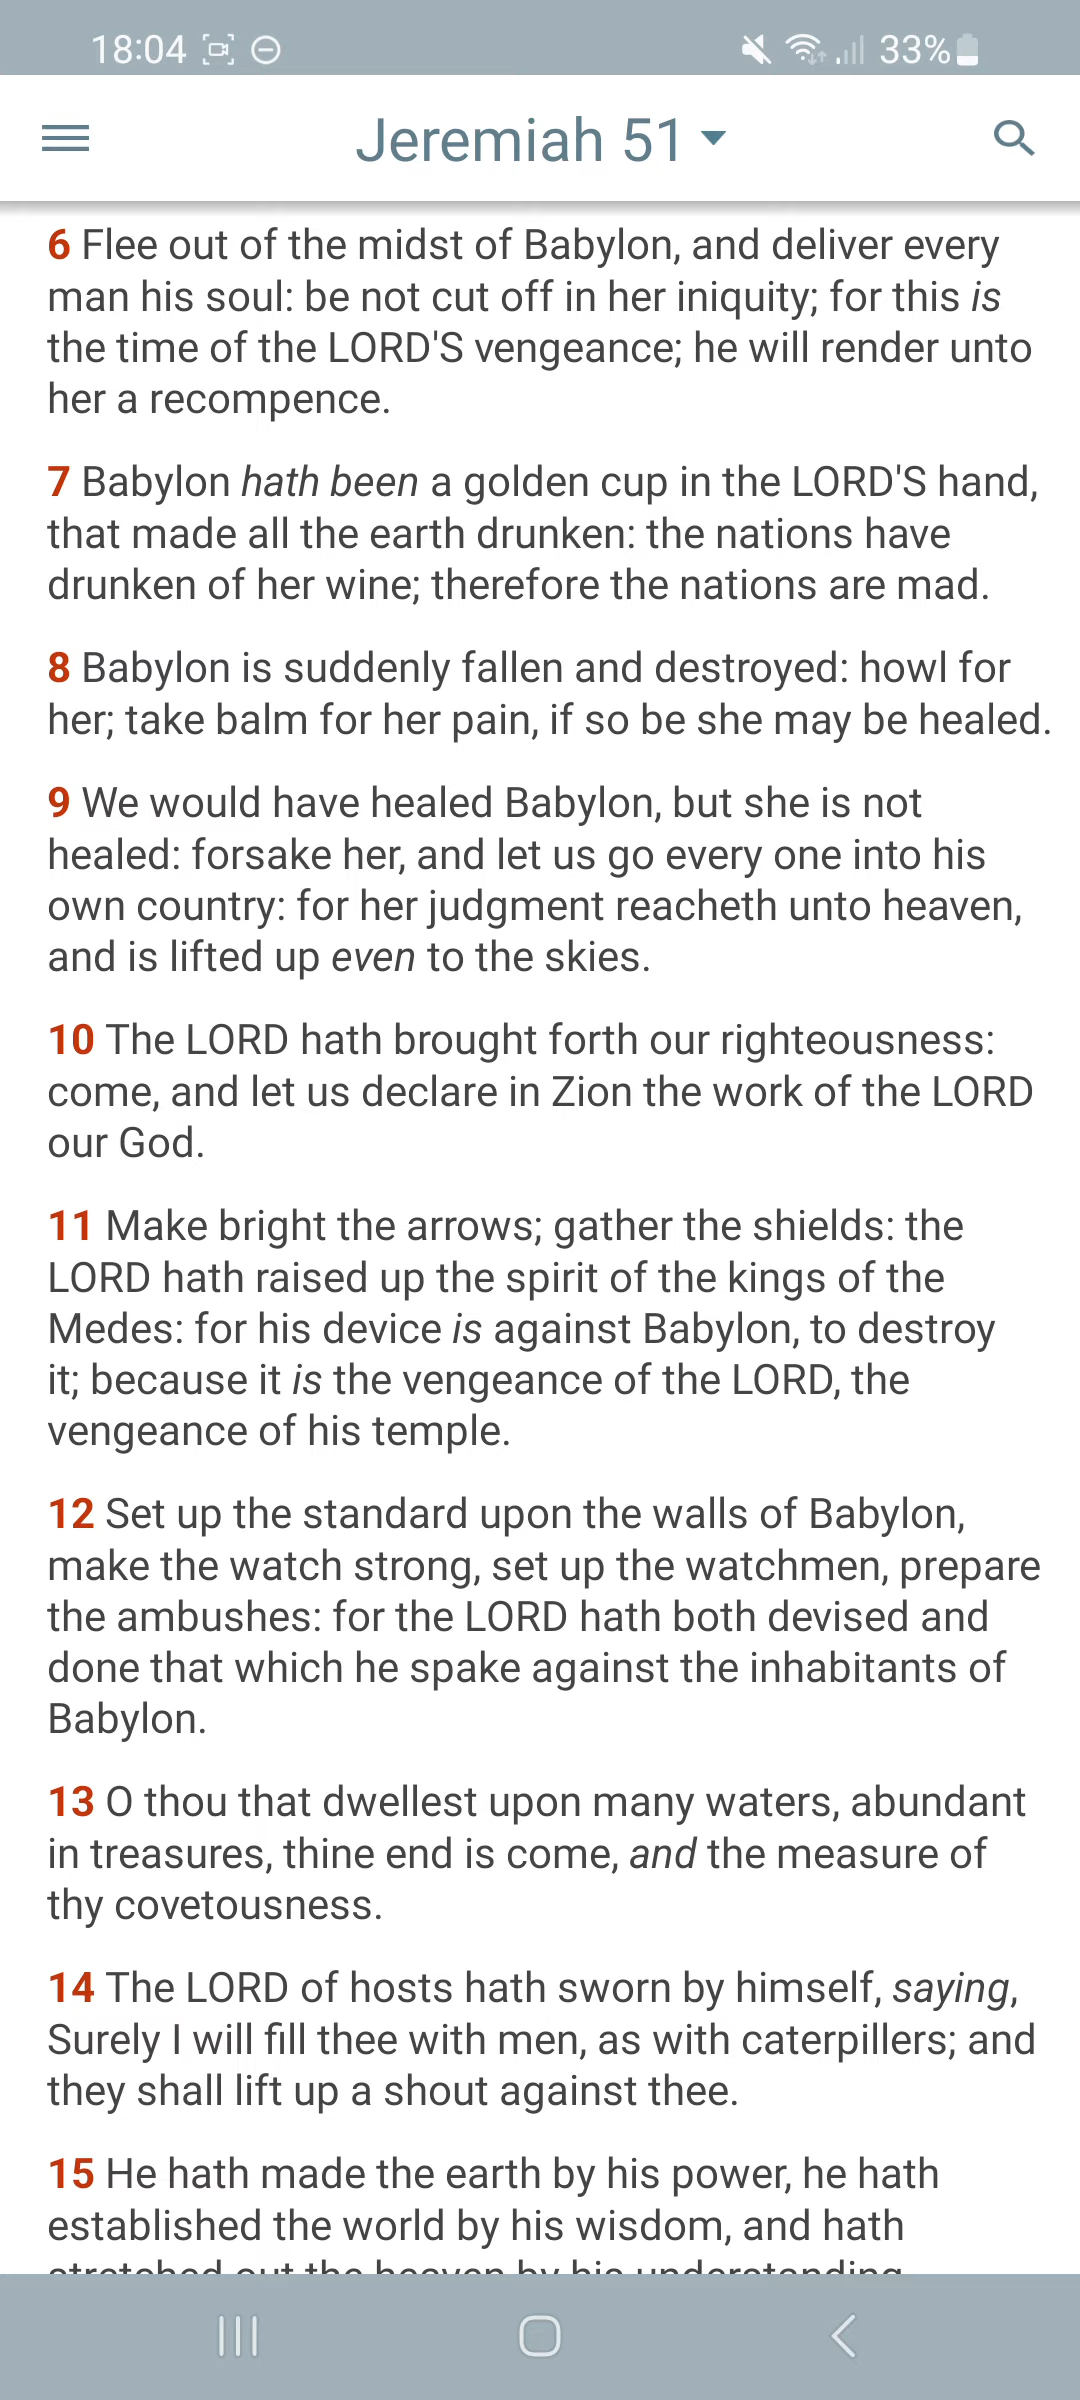 18:04
33%
Jeremiah 51
6 Flee out of the midst of Babylon, and deliver every
man his soul: be not cut off in her iniquity; for this is
the time of the LORD'S vengeance; he will render unto
her a recompence.
7 Babylon hath been a golden cup in the LORD'S hand,
that made all the earth drunken: the nations have
drunken of her wine; therefore the nations are mad.
8 Babylon is suddenly fallen and destroyed: howl for
her; take balm for her pain, if so be she may be healed.
9 We would have healed Babylon, but she is not
healed: forsake her, and let us go every one into his
own country: for her judgment reacheth unto heaven,
and is lifted up even to the skies.
10 The LORD hath brought forth our righteousness:
come, and let us declare in Zion the work of the LORD
our God.
11 Make bright the arrows; gather the shields: the
LORD hath raised up the spirit of the kings of the
Medes: for his device is against Babylon, to destroy
it; because it is the vengeance of the LORD, the
vengeance of his temple.
12 Set up the standard upon the walls of Babylon,
make the watch strong, set up the watchmen, prepare
the ambushes: for the LORD hath both devised and
done that which he spake against the inhabitants of
Babylon.
13 O thou that dwellest upon many waters, abundant
in treasures, thine end is come, and the measure of
thy covetousness.
14 The LORD of hosts hath sworn by himself, saying,
Surely I will fill thee with men, as with caterpillers; and
they shall lift up a shout against thee.
15 He hath made the earth by his power, he hath
established the world by his wisdom, and hath
stretched out the heaven by his understanding